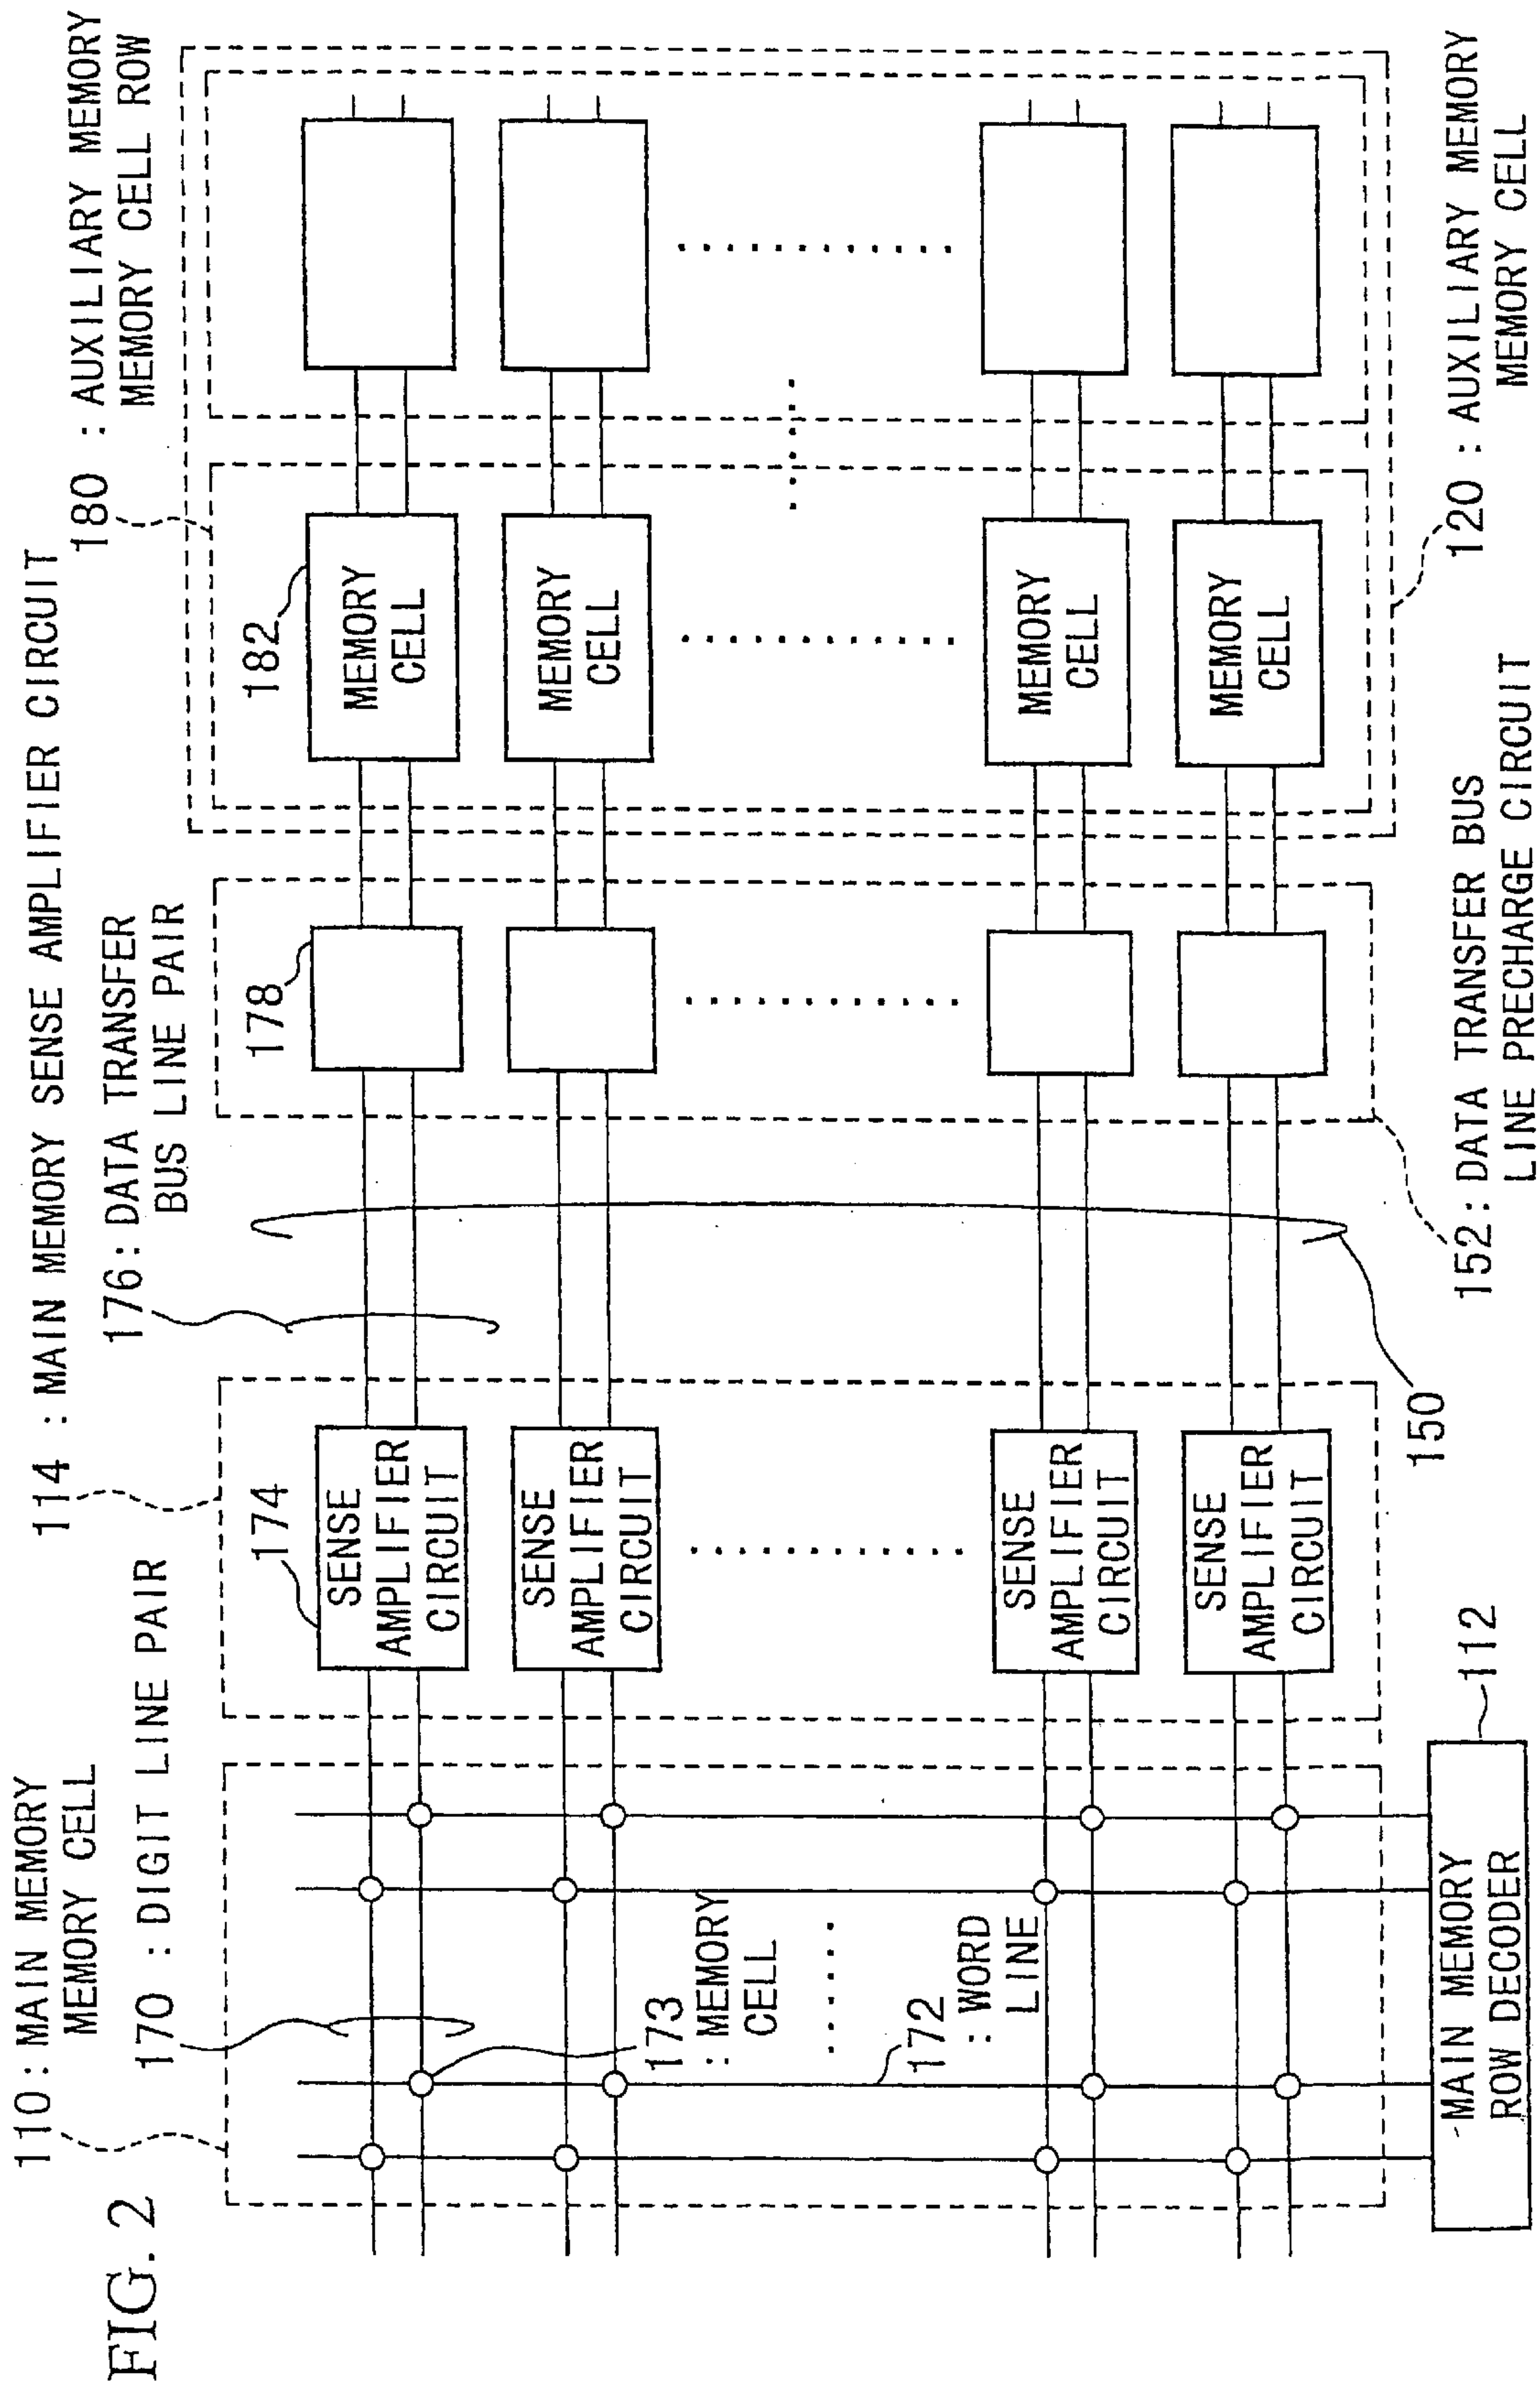 FIG. 2
110 : MAIN MEMORY
MEMORY CELL
170 : DIGIT LINE PAIR
114 : MAIN MEMORY SENSE AMPLIFIER CIRCUIT
176 : DATA TRANSFER
BUS LINE PAIR
180 : AUXILIARY MEMORY
MEMORY CELL ROW
174
178
182
SENSE
AMPLIFIER
CIRCUIT
MEMORY
CELL
SENSE
AMPLIFIER
CIRCUIT
MEMORY
CELL
173
: MEMORY
CELL
172
: WORD
LINE
SENSE
AMPLIFIER
CIRCUIT
MEMORY
CELL
SENSE
AMPLIFIER
CIRCUIT
MEMORY
CELL
MAIN MEMORY
ROW DECODER
112
150
152 : DATA TRANSFER BUS
LINE PRECHARGE CIRCUIT
120 : AUXILIARY MEMORY
MEMORY CELL